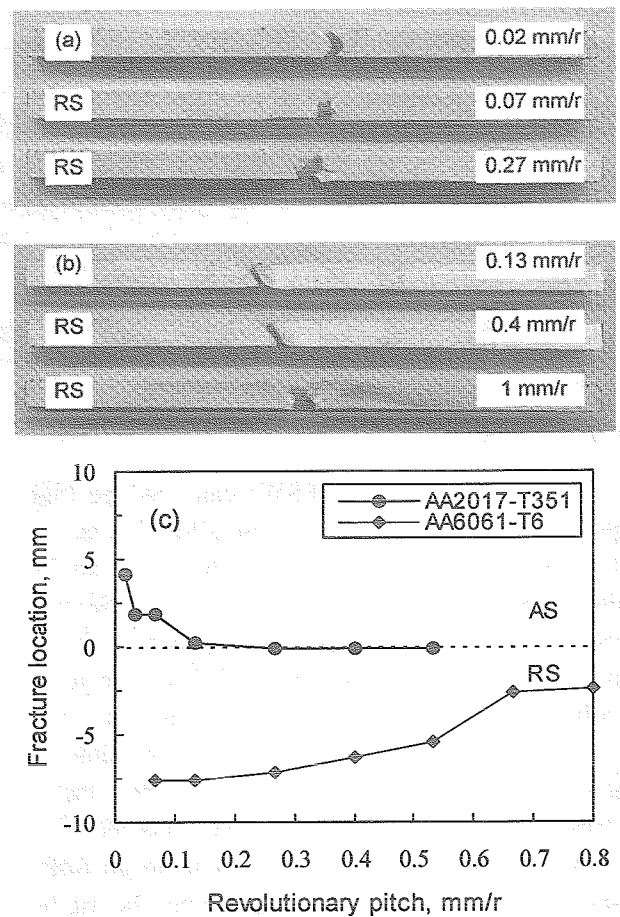 (a)
0.02 mm/r
RS
0.07 mm/r
RS
0.27 mm/r
(b)
0.13 mm/r
RS
0.4 mm/r
RS
1 mm/r
10
(c)
AA2017-T351
AA6061-T6
5
AS
0
RS
-5
-10
Fracture location, mm
0 0.1 0.2 0.3 0.4 0.5 0.6 0.7 0.8
Revolutionary pitch, mm/r